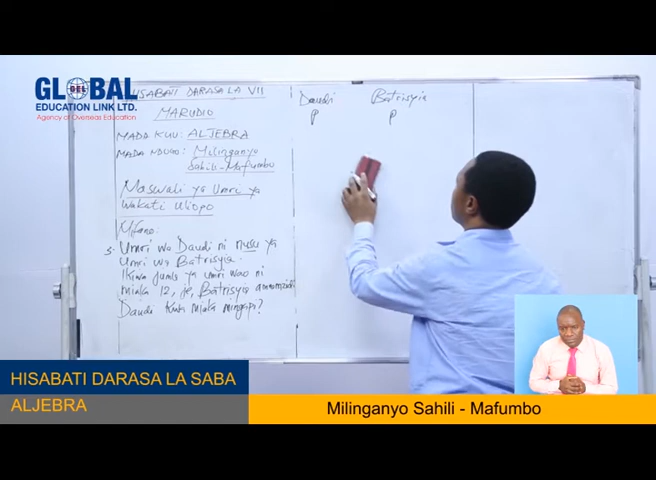 GLOBAL
GEL
EDUCATION LINK LTD.
Agency of Overseas Education
HISABATI DARASA LA VII
MARUDIO
MADA KUU: ALJEBRA
MADA NDOGO: Milinganyo
Sahili - Mafumbo
Maswali ya Umri ya
Wakati Uliopo
Mfano:
5. Umri wa Daudi ni nusu ya
Umri wa Batrisyia.
Ikiwa jumla ya umri wao ni
miaka 12, je, Batrisyia amemzidi
Daudi kwa miaka mingapi?
Daudi Batrisyia
P P
HISABATI DARASA LA SABA
ALJEBRA
Milinganyo Sahili - Mafumbo